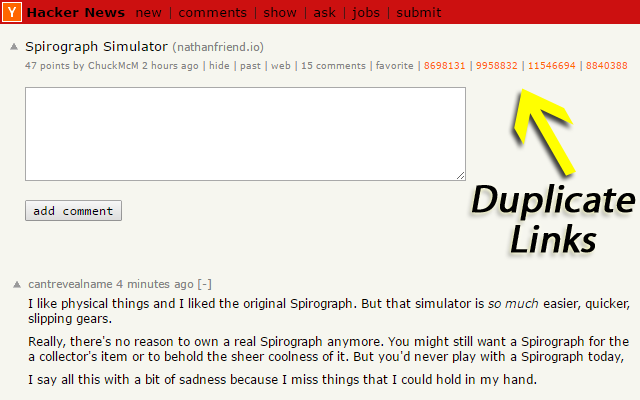 Y Hacker News new | comments | show | ask | jobs | submit
Spirograph Simulator (nathanfriend.io)
47 points by ChuckMcM 2 hours ago | hide | past | web | 15 comments | favorite | 8698131 | 9958832 | 11546694 | 8840388
add comment
Duplicate
Links
cantrevealname 4 minutes ago [-]
I like physical things and I liked the original Spirograph. But that simulator is so much easier, quicker,
slipping gears.
Really, there's no reason to own a real Spirograph anymore. You might still want a Spirograph for the
a collector's item or to behold the sheer coolness of it. But you'd never play with a Spirograph today,
I say all this with a bit of sadness because I miss things that I could hold in my hand.